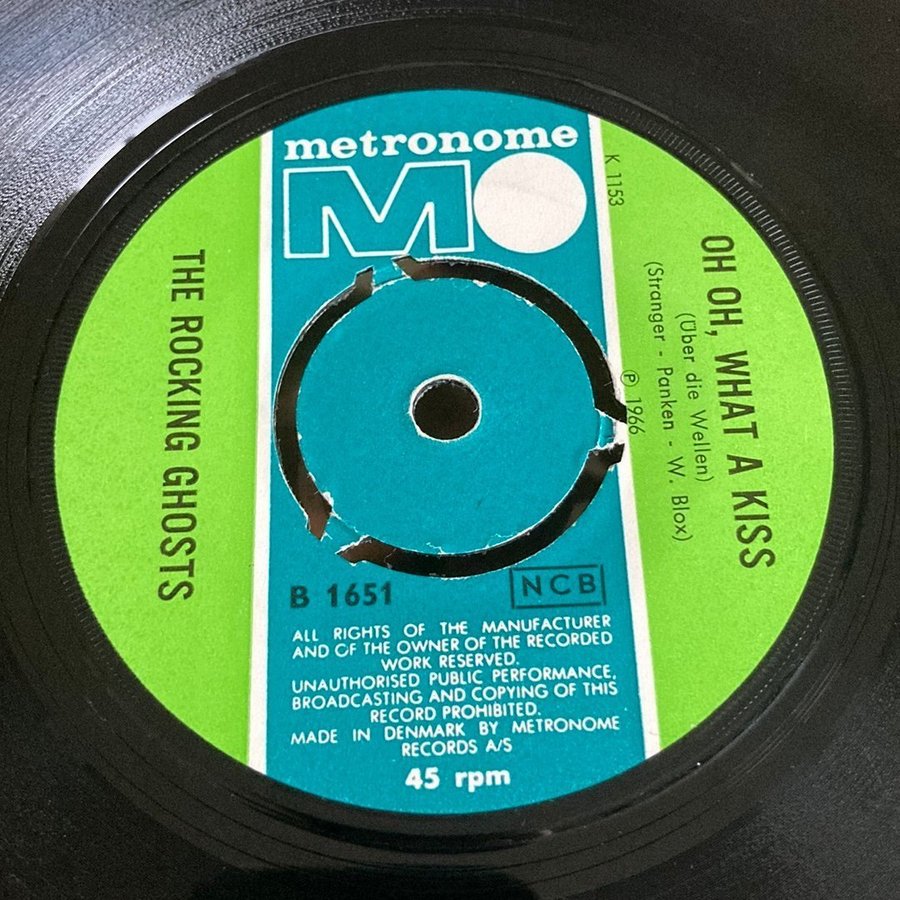 metronome
MO
K 1153
OH OH, WHAT A KISS
(Über die Wellen)
(Stranger - Panken - W. Blox)
℗ 1966
THE ROCKING GHOSTS
B 1651
NCB
ALL RIGHTS OF THE MANUFACTURER
AND OF THE OWNER OF THE RECORDED
WORK RESERVED.
UNAUTHORISED PUBLIC PERFORMANCE,
BROADCASTING AND COPYING OF THIS
RECORD PROHIBITED.
MADE IN DENMARK BY METRONOME
RECORDS A/S
45 rpm